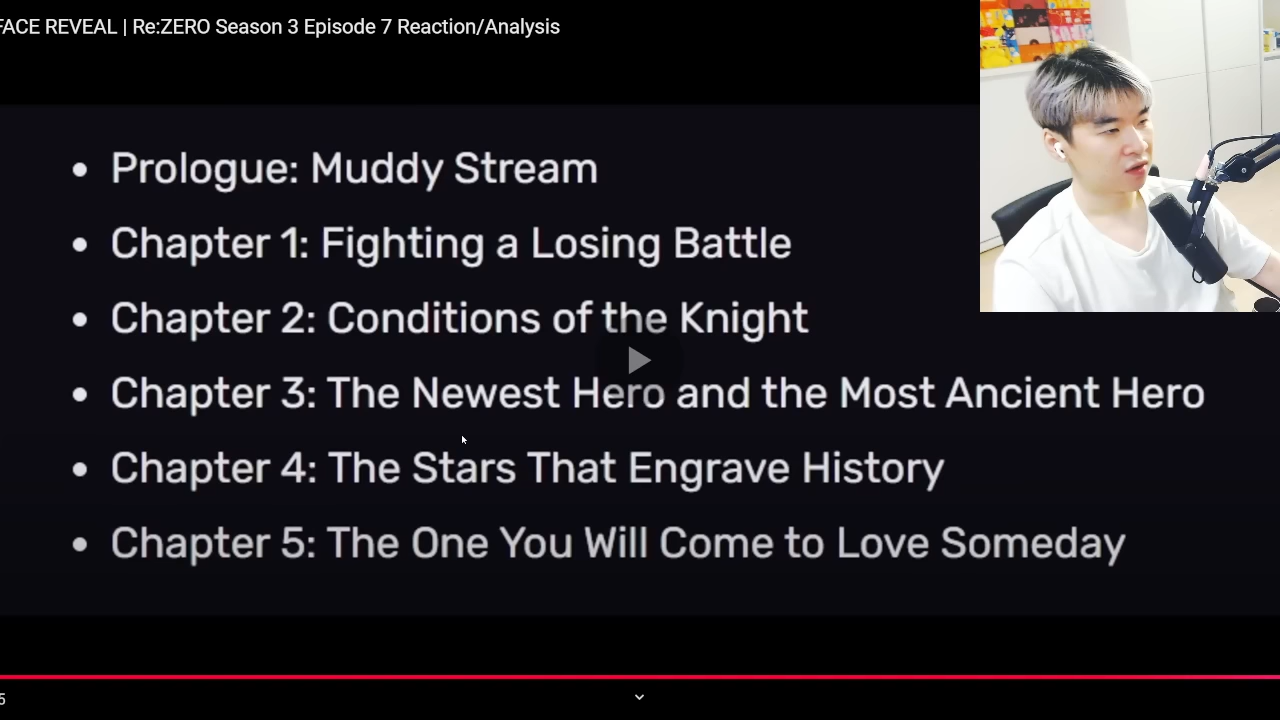 FACE REVEAL | Re:ZERO Season 3 Episode 7 Reaction/Analysis
• Prologue: Muddy Stream
• Chapter 1: Fighting a Losing Battle
• Chapter 2: Conditions of the Knight
• Chapter 3: The Newest Hero and the Most Ancient Hero
• Chapter 4: The Stars That Engrave History
• Chapter 5: The One You Will Come to Love Someday
5